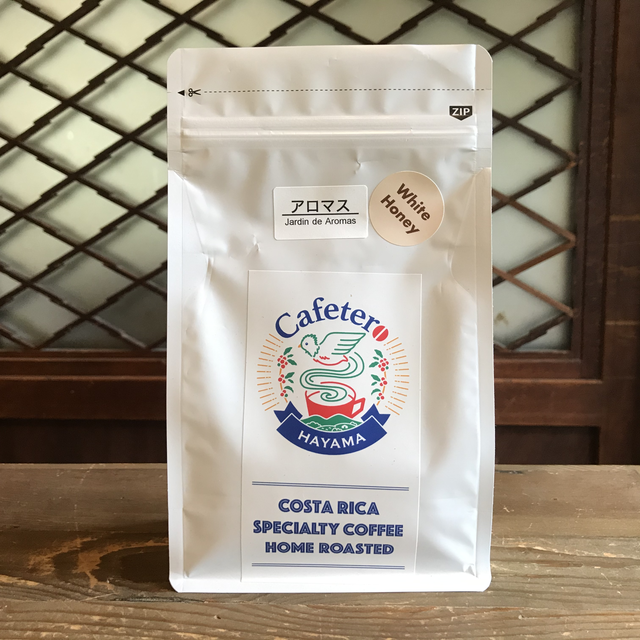 ZIP
アロマス
Jardin de Aromas
White
Honey
Cafetero
HAYAMA
COSTA RICA
SPECIALTY COFFEE
HOME ROASTED